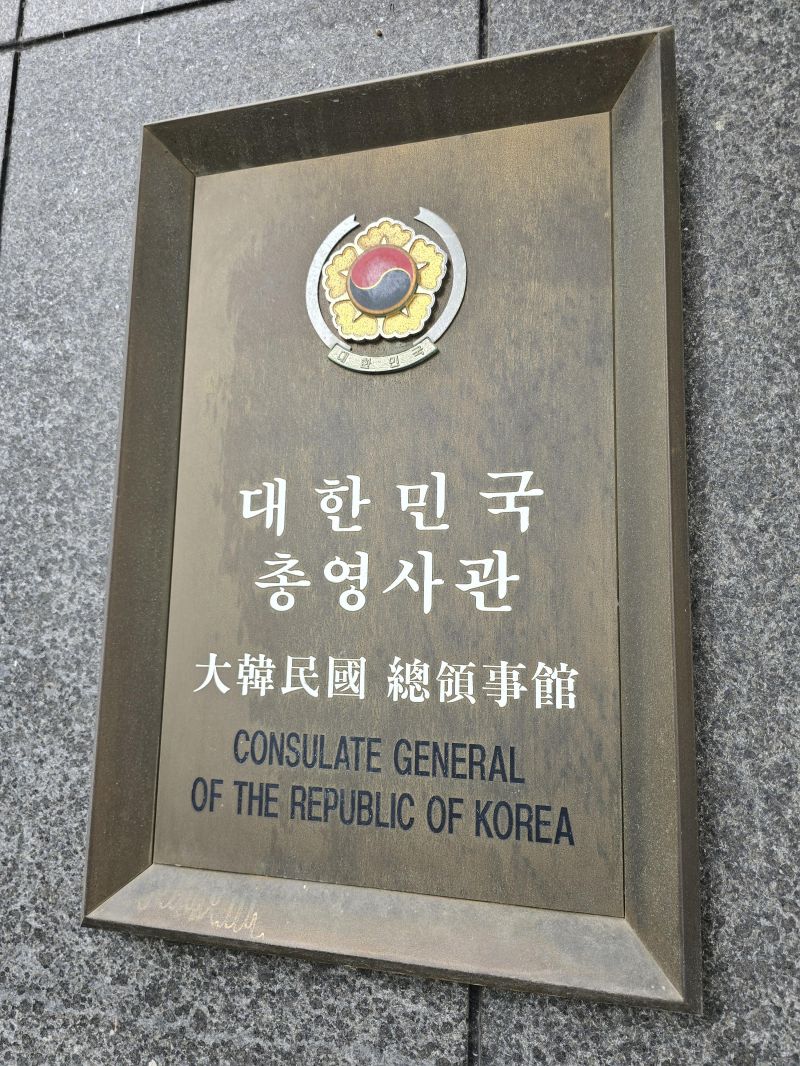 대한민국
대한민국
총영사관
大韓民國 總領事館
CONSULATE GENERAL
OF THE REPUBLIC OF KOREA